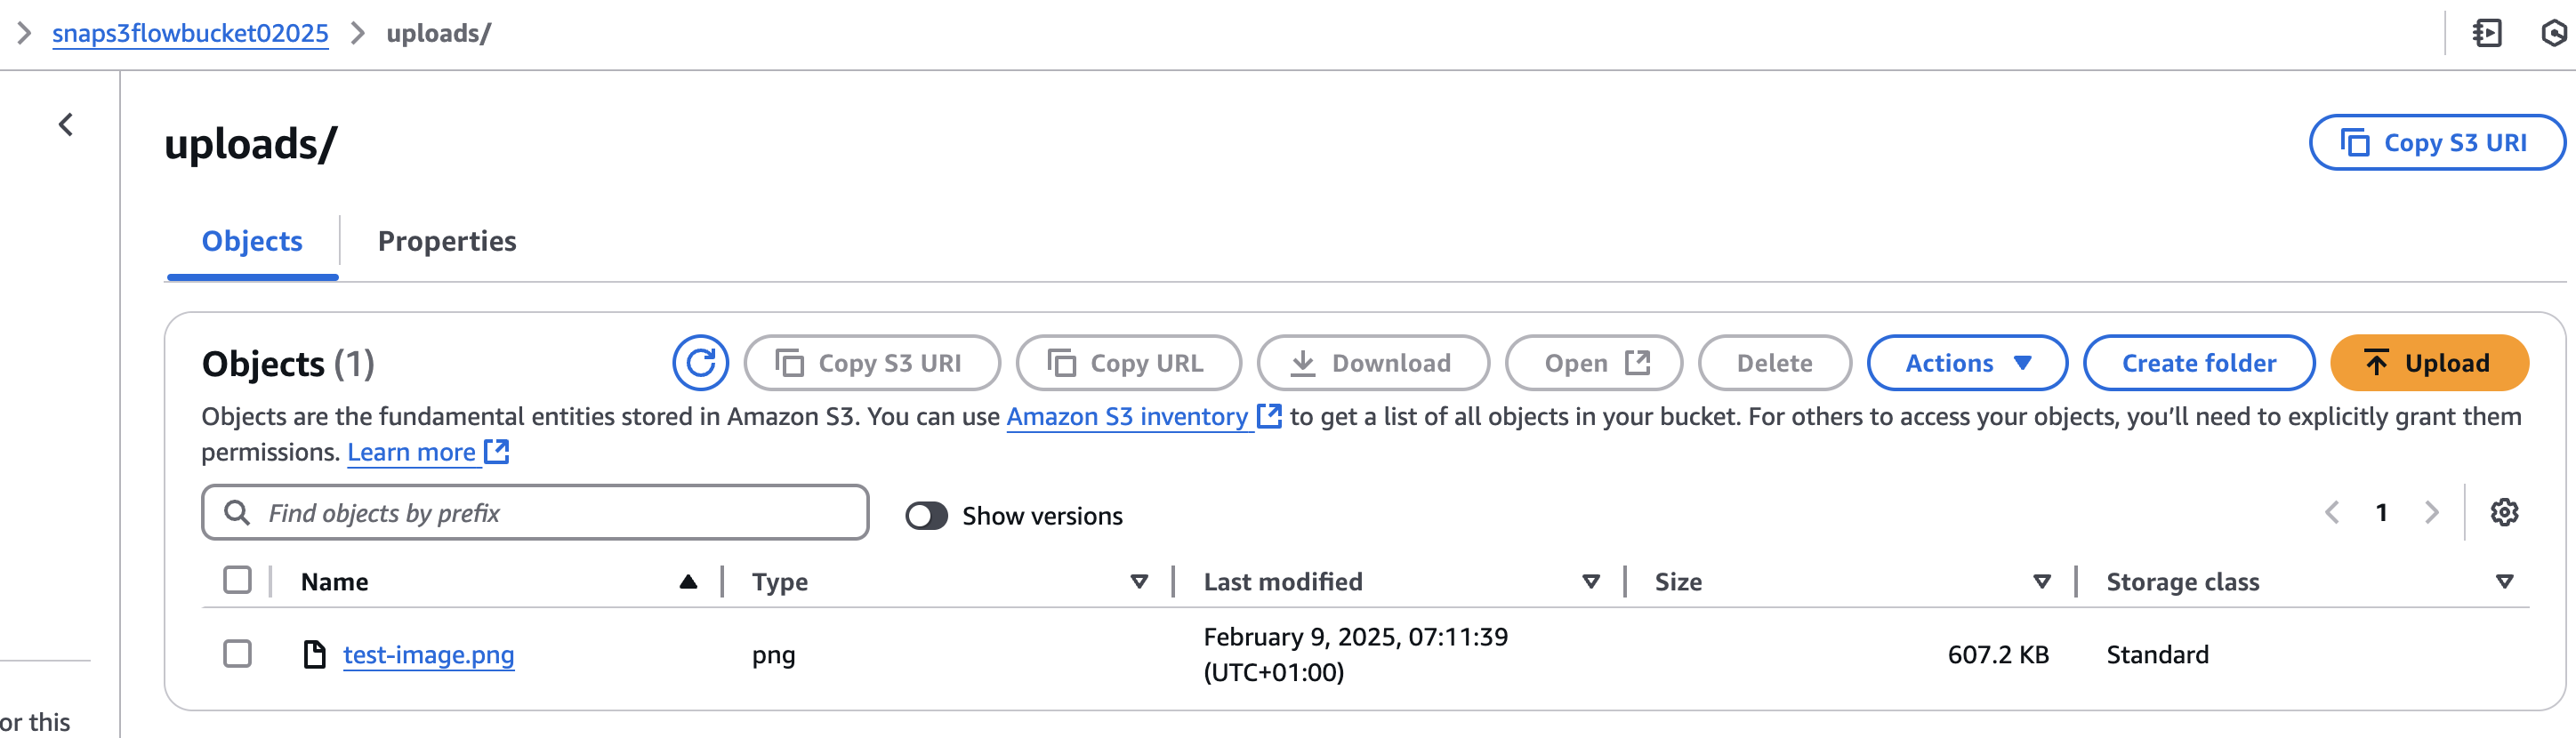 snaps3flowbucket02025 uploads/
uploads/
Copy S3 URI
Objects Properties
Objects (1) Copy S3 URI Copy URL Download Open Delete Actions Create folder Upload
Objects are the fundamental entities stored in Amazon S3. You can use Amazon S3 inventory to get a list of all objects in your bucket. For others to access your objects, you’ll need to explicitly grant them
permissions. Learn more
Find objects by prefix Show versions 1
Name Type Last modified Size Storage class
test-image.png png February 9, 2025, 07:11:39 (UTC+01:00) 607.2 KB Standard
or this